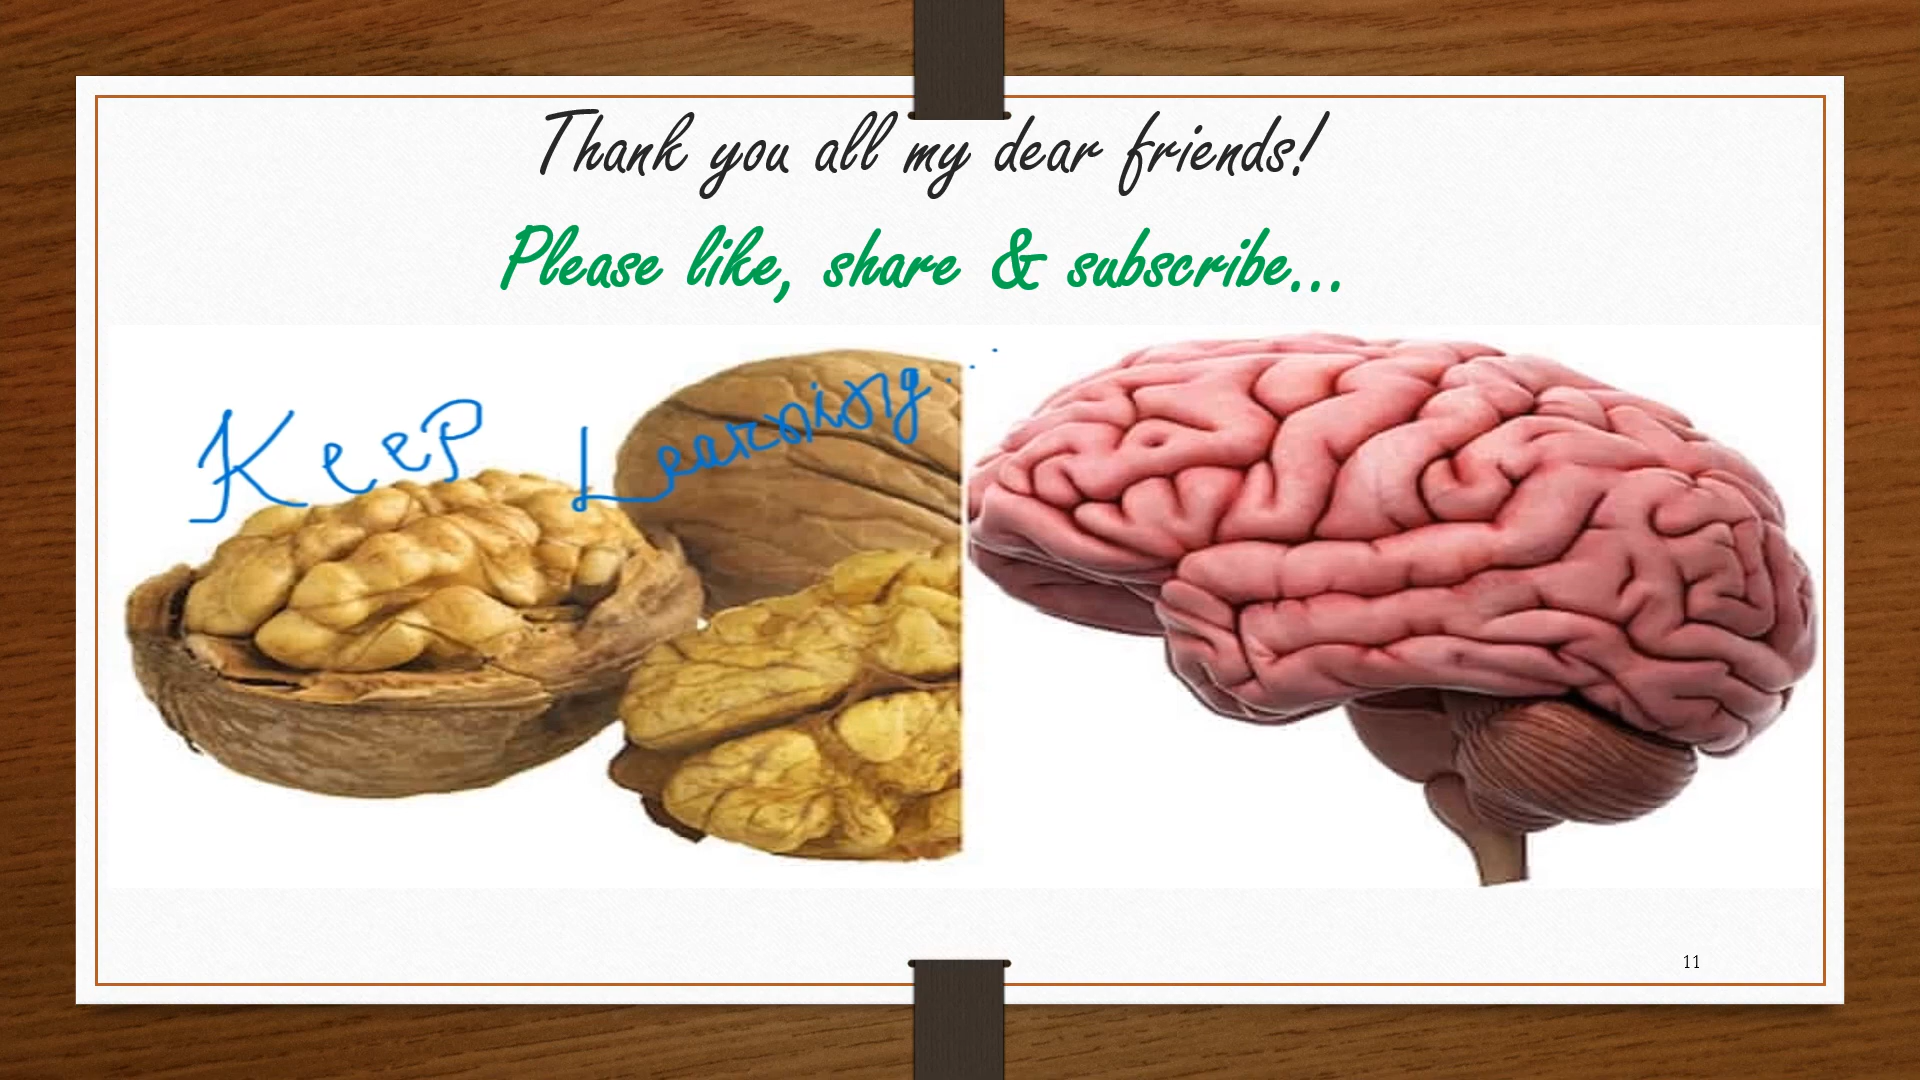 Thank you all my dear friends!
Please like, share & subscribe...
Keep Learning...
11